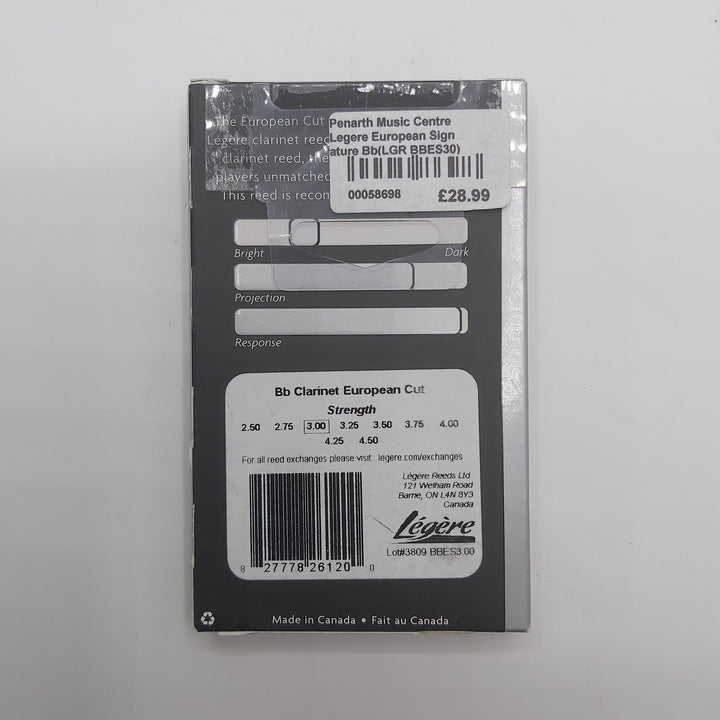 The European Cut
Légère clarinet reed
clarinet reed, the
players unmatched
This reed is recom
Penarth Music Centre
Legere European Sign
ature Bb(LGR BBES30)
00058698 £28.99
Bright Dark
Projection
Response
Bb Clarinet European Cut
Strength
2.50 2.75 3.00 3.25 3.50 3.75 4.00
4.25 4.50
For all reed exchanges please visit legere.com/exchanges
Légère Reeds Ltd
121 Welham Road
Barrie, ON L4N 8Y3
Canada
Légère
Lot#3809 BBES3.00
8 27778 26120 0
Made in Canada • Fait au Canada